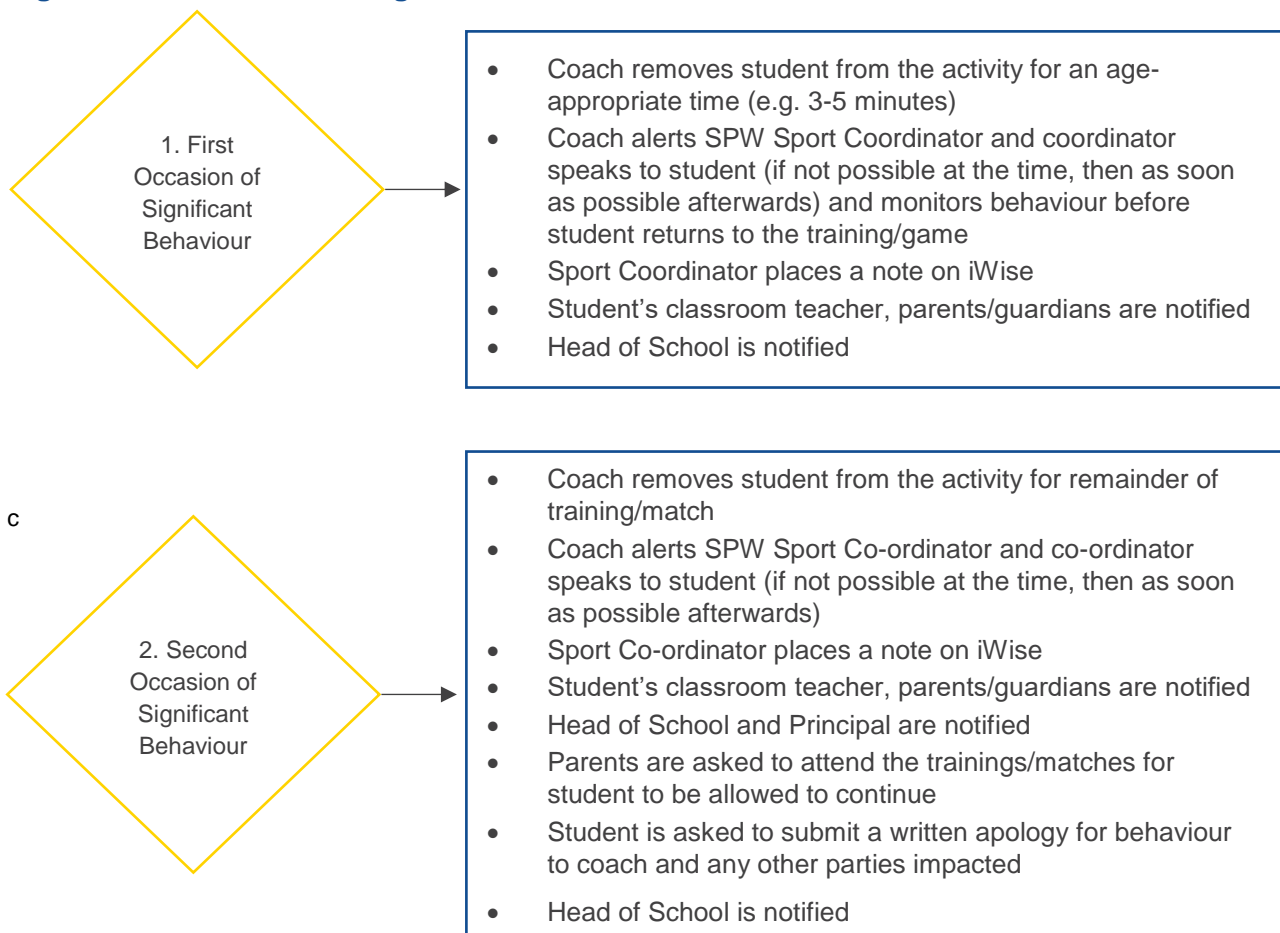 1. First
Occasion of
Significant
Behaviour
• Coach removes student from the activity for an age-
appropriate time (e.g. 3-5 minutes)
• Coach alerts SPW Sport Coordinator and coordinator
speaks to student (if not possible at the time, then as soon
as possible afterwards) and monitors behaviour before
student returns to the training/game
• Sport Coordinator places a note on iWise
• Student's classroom teacher, parents/guardians are notified
• Head of School is notified
c
2. Second
Occasion of
Significant
Behaviour
• Coach removes student from the activity for remainder of
training/match
• Coach alerts SPW Sport Co-ordinator and co-ordinator
speaks to student (if not possible at the time, then as soon
as possible afterwards)
• Sport Co-ordinator places a note on iWise
• Student's classroom teacher, parents/guardians are notified
• Head of School and Principal are notified
• Parents are asked to attend the trainings/matches for
student to be allowed to continue
• Student is asked to submit a written apology for behaviour
to coach and any other parties impacted
• Head of School is notified